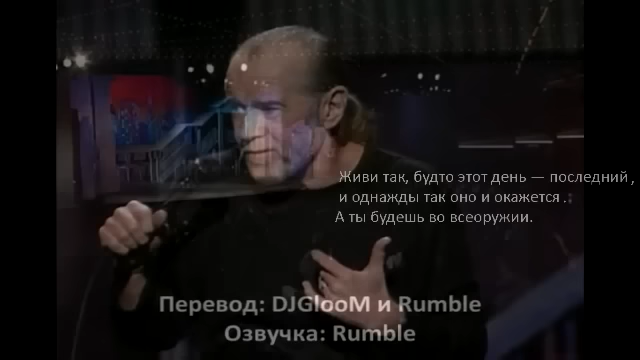 Живи так, будто этот день — последний,
и однажды так оно и окажется.
А ты будешь во всеоружии.
Перевод: DJGlooM и Rumble
Озвучка: Rumble